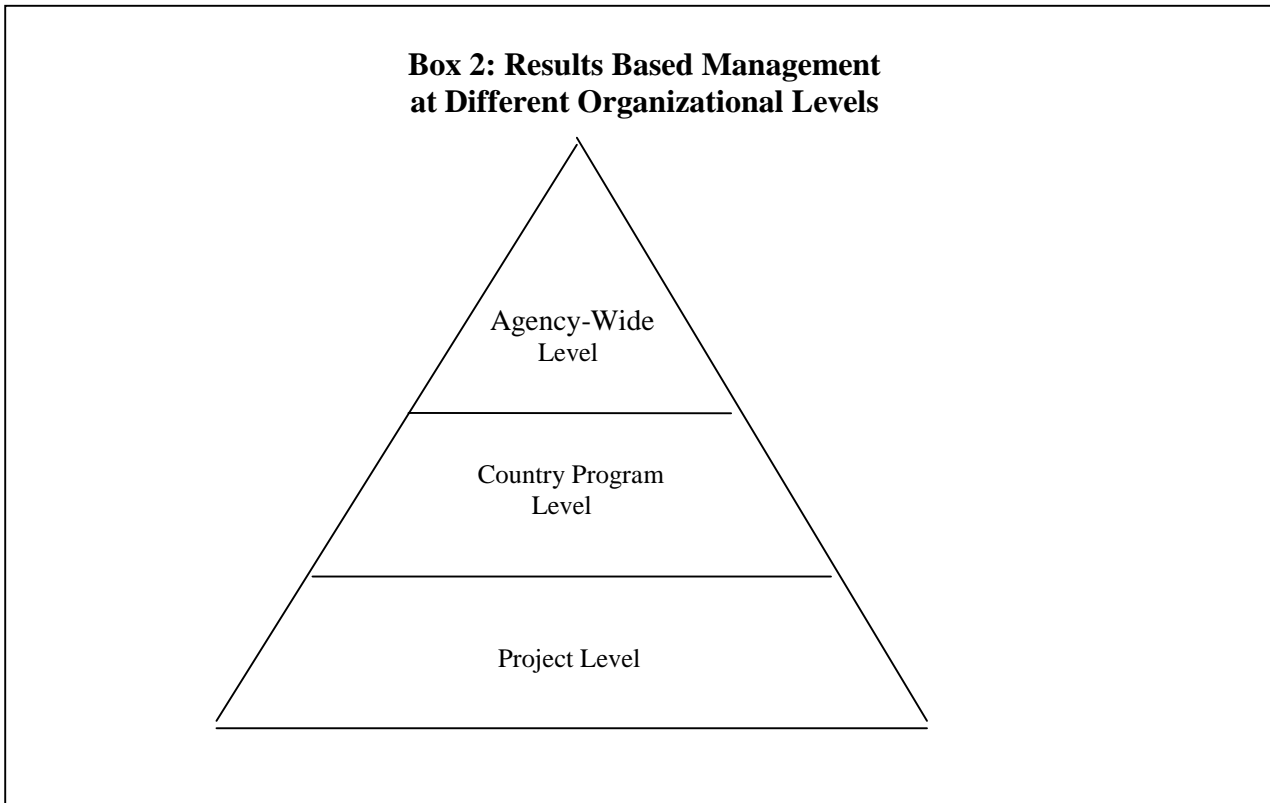 Box 2: Results Based Management
at Different Organizational Levels
Agency-Wide
Level
Country Program
Level
Project Level